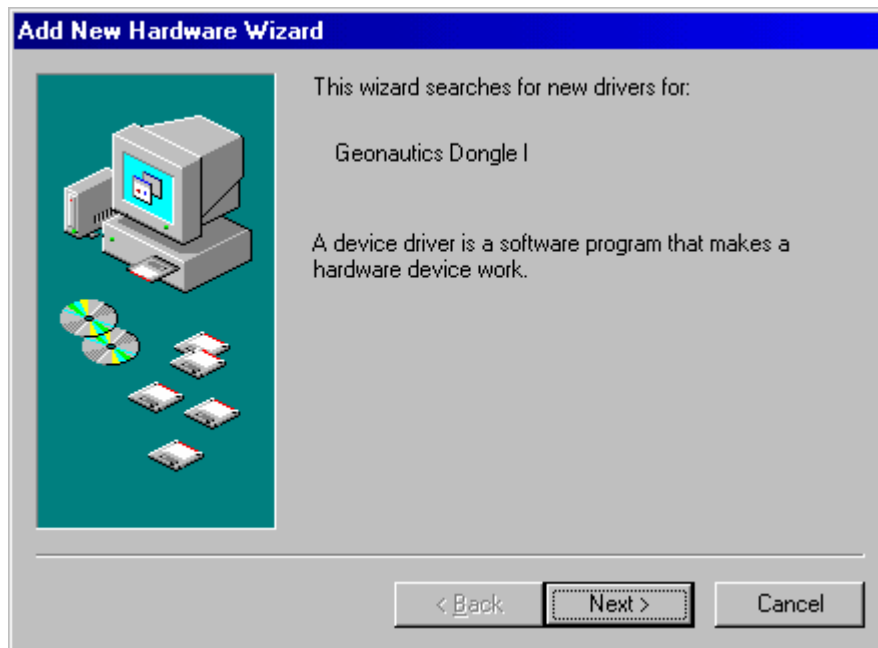 Add New Hardware Wizard
This wizard searches for new drivers for:
Geonautics Dongle I
A device driver is a software program that makes a
hardware device work.
< Back
Next >
Cancel